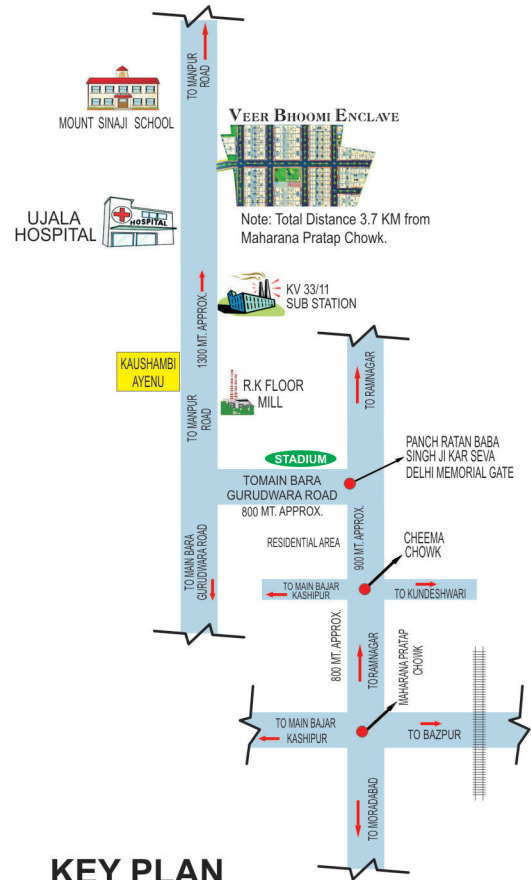 TO MANPUR
ROAD
MOUNT SINAJI SCHOOL
VEER BHOOMI ENCLAVE
Note: Total Distance 3.7 KM from
Maharana Pratap Chowk.
UJALA
HOSPITAL
HOSPITAL
KV 33/11
SUB STATION
1300 MT. APPROX.
KAUSHAMBI
AYENU
TO MANPUR
ROAD
R.K FLOOR
MILL
TO RAMNAGAR
STADIUM
TOMAIN BARA
GURUDWARA ROAD
800 MT. APPROX.
PANCH RATAN BABA
SINGH JI KAR SEVA
DELHI MEMORIAL GATE
TO MAIN BARA
GURUDWARA ROAD
RESIDENTIAL AREA
900 MT. APPROX.
CHEEMA
CHOWK
TO MAIN BAJAR
KASHIPUR
TO KUNDESHWARI
800 MT. APPROX.
TO RAMNAGAR
MAHARANA PRATAP
CHOWK
TO MAIN BAJAR
KASHIPUR
TO BAZPUR
TO MORADABAD
KEY PLAN